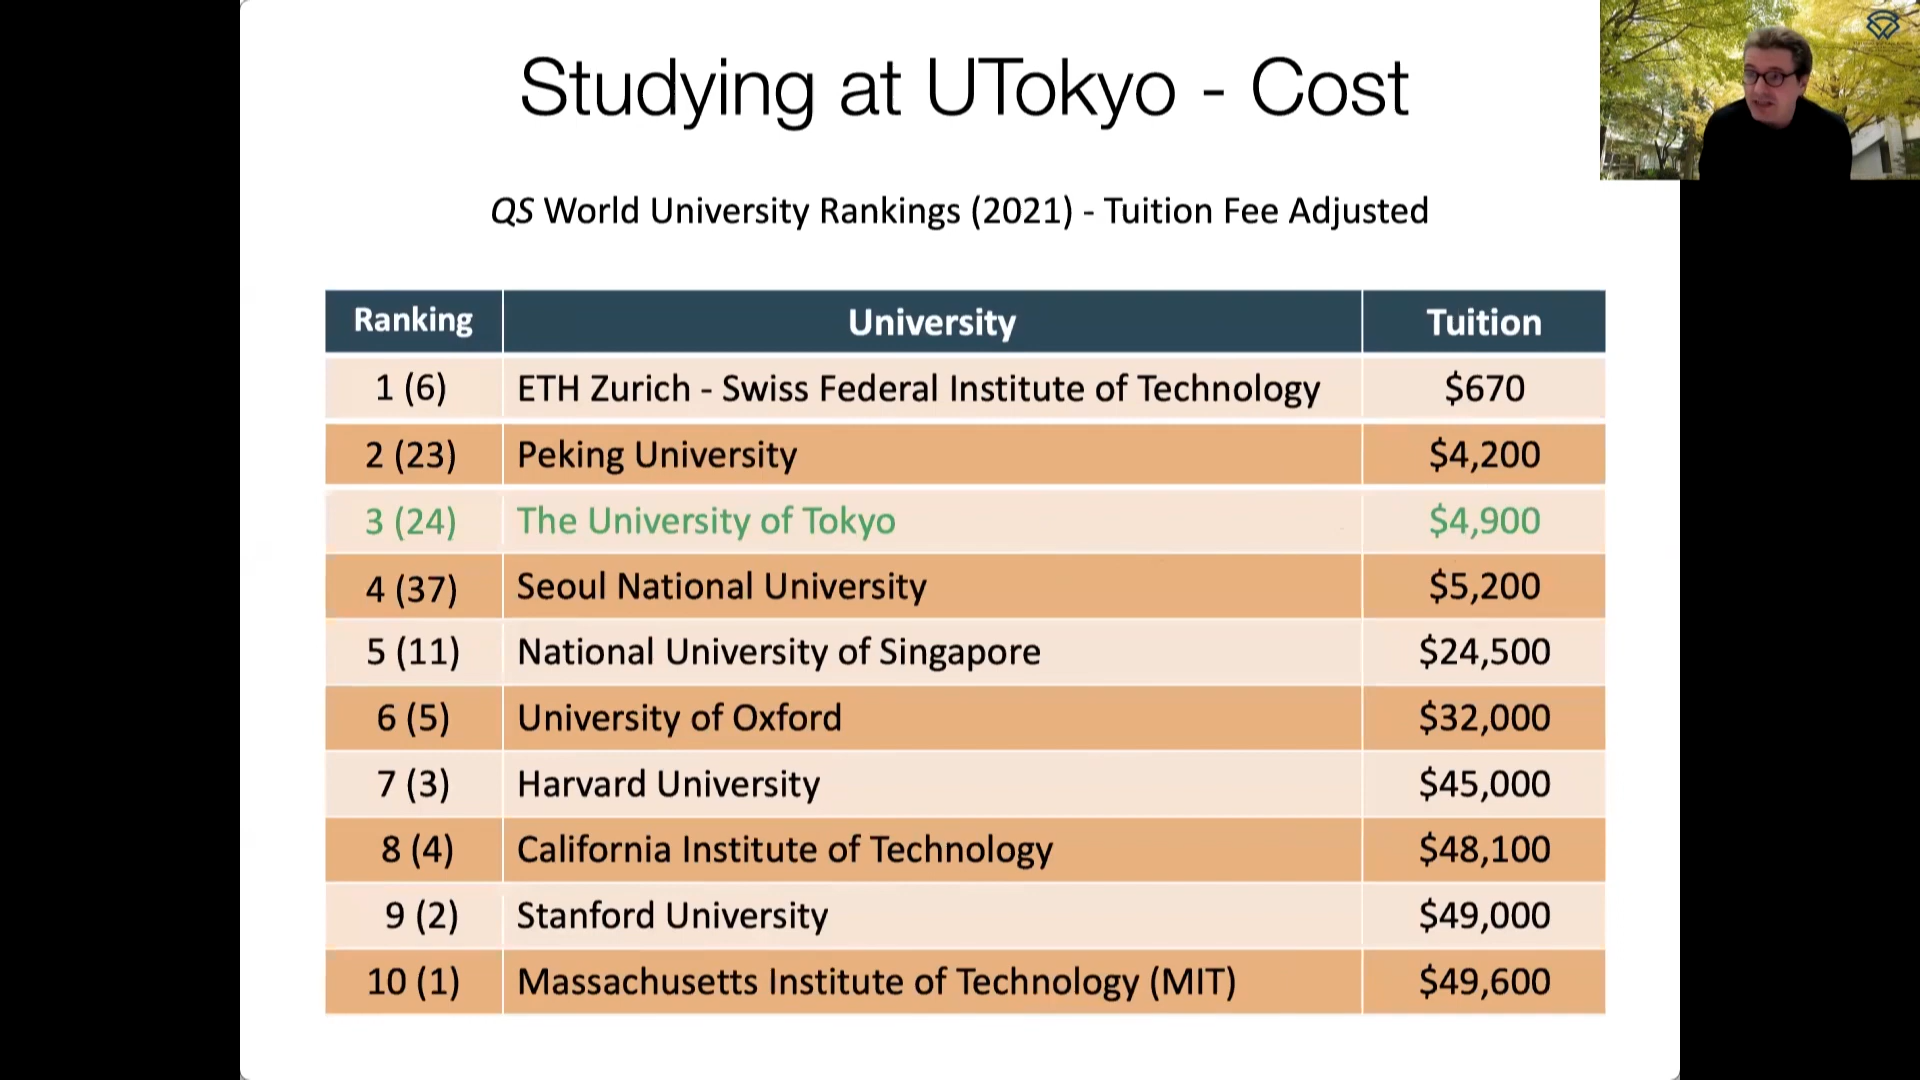 Studying at UTokyo - Cost
QS World University Rankings (2021) - Tuition Fee Adjusted
Ranking University Tuition
1 (6) ETH Zurich - Swiss Federal Institute of Technology $670
2 (23) Peking University $4,200
3 (24) The University of Tokyo $4,900
4 (37) Seoul National University $5,200
5 (11) National University of Singapore $24,500
6 (5) University of Oxford $32,000
7 (3) Harvard University $45,000
8 (4) California Institute of Technology $48,100
9 (2) Stanford University $49,000
10 (1) Massachusetts Institute of Technology (MIT) $49,600